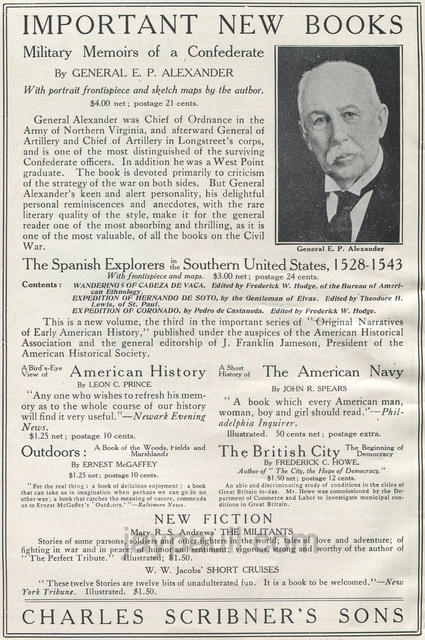 IMPORTANT NEW BOOKS
Military Memoirs of a Confederate
By GENERAL E. P. ALEXANDER
With portrait frontispiece and sketch maps by the author.
$4.00 net; postage 21 cents.
General Alexander was Chief of Ordnance in the
Army of Northern Virginia, and afterward General of
Artillery and Chief of Artillery in Longstreet's corps,
and is one of the most distinguished of the surviving
Confederate officers. In addition he was a West Point
graduate. The book is devoted primarily to criticism
of the strategy of the war on both sides. But General
Alexander's keen and alert personality, his delightful
personal reminiscences and anecdotes, with the rare
literary quality of the style, make it for the general
reader one of the most absorbing and thrilling, as it is
one of the most valuable, of all the books on the Civil
War.
General E. P. Alexander
The Spanish Explorers in the Southern United States, 1528-1543
With frontispiece and maps. $3.00 net; postage 24 cents.
Contents: WANDERINGS OF CABEZA DE VACA. Edited by Frederick W. Hodge, of the Bureau of Ameri-
can Ethnology.
EXPEDITION OF HERNANDO DE SOTO, by the Gentleman of Elvas. Edited by Theodore H.
Lewis, of St. Paul.
EXPEDITION OF CORONADO, by Pedro de Castaneda. Edited by Frederick W. Hodge.
This is a new volume, the third in the important series of "Original Narratives
of Early American History," published under the auspices of the American Historical
Association and the general editorship of J. Franklin Jameson, President of the
American Historical Society.
A Bird's-Eye View of American History
By LEON C. PRINCE
"Any one who wishes to refresh his mem-
ory as to the whole course of our history
will find it very useful."—Newark Evening
News.
$1.25 net; postage 10 cents.
A Short History of The American Navy
By JOHN R. SPEARS
"A book which every American man,
woman, boy and girl should read."—Phil-
adelphia Inquirer.
Illustrated. 50 cents net; postage extra.
Outdoors: A Book of the Woods, Fields and Marshlands
By ERNEST McGAFFEY
$1.25 net; postage 10 cents.
"For the real thing: a book of delicious enjoyment; a book
that can take us in imagination when perhaps we can go in no
other way; a book that catches the meaning of nature, commends
us to Ernest McGaffey's 'Outdoors.'"—Baltimore News.
The British City The Beginning of Democracy
By FREDERIC C. HOWE,
Author of "The City, the Hope of Democracy."
$1.50 net; postage 12 cents.
An able and discriminating study of conditions in the cities of
Great Britain to-day. Mr. Howe was commissioned by the De-
partment of Commerce and Labor to investigate municipal con-
ditions in Great Britain.
NEW FICTION
Mary R. S. Andrews' THE MILITANTS
Stories of some parsons, soldiers and other fighters in the world, of love and adventure; of
fighting in war and in peace, full of sentiment and vigorous feeling, and worthy of the author of
"The Perfect Tribute." Illustrated; $1.50.
W. W. Jacobs' SHORT CRUISES
"These twelve Stories are twelve bits of unadulterated fun. It is a book to be welcomed."—New
York Tribune. Illustrated. $1.50.
CHARLES SCRIBNER'S SONS